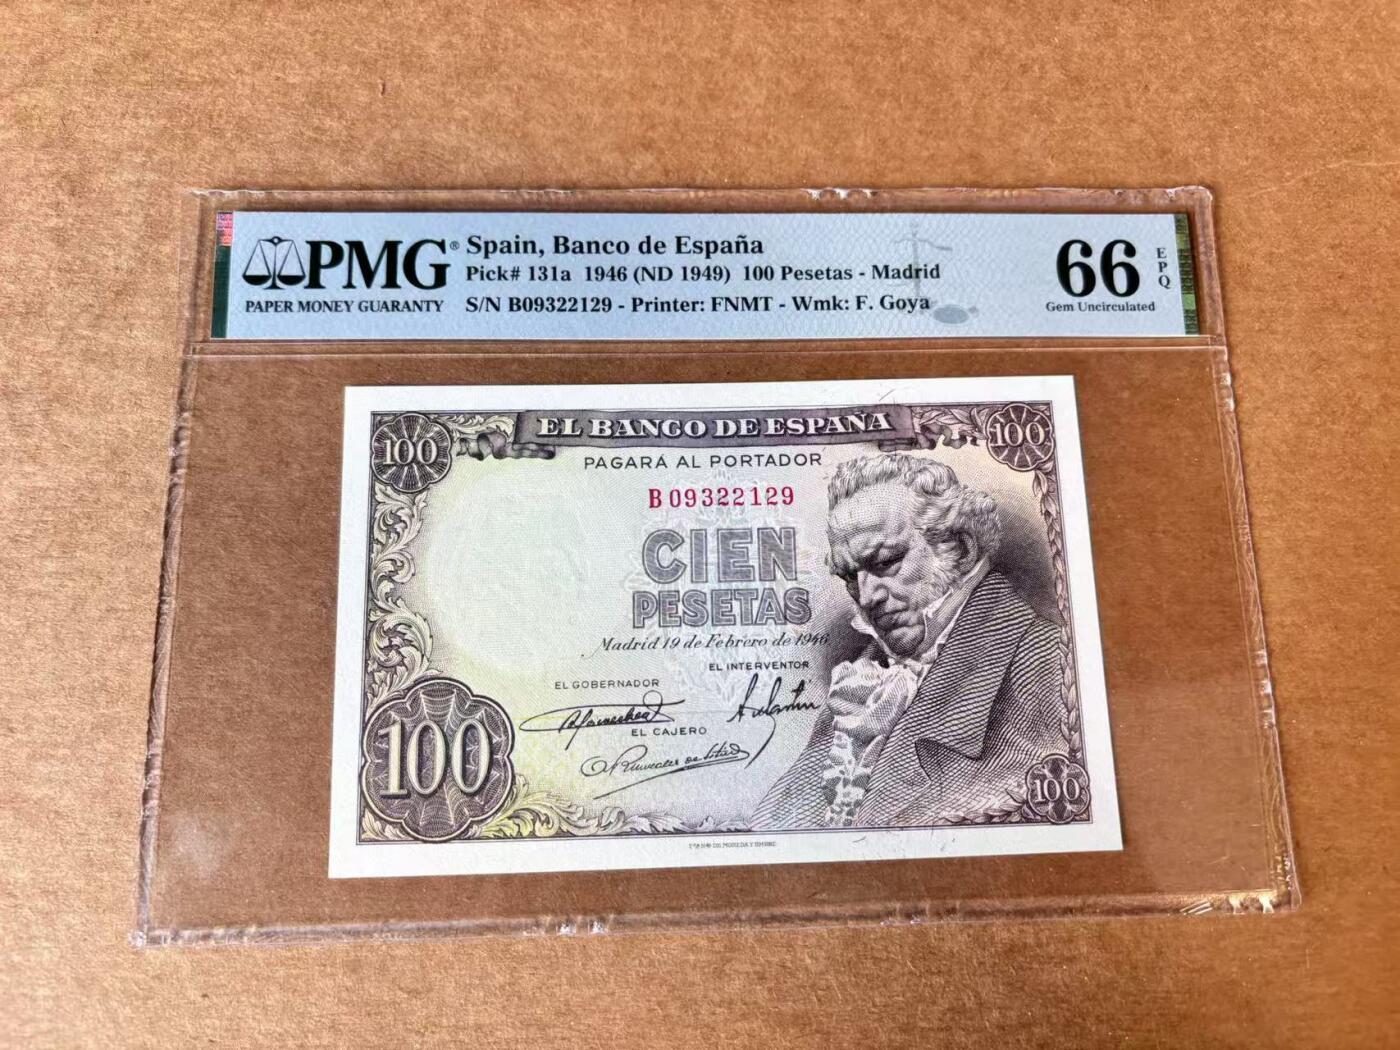 PMG®
PAPER MONEY GUARANTY
Spain, Banco de España
Pick# 131a 1946 (ND 1949) 100 Pesetas - Madrid
S/N B09322129 - Printer: FNMT - Wmk: F. Goya
66 EPQ
Gem Uncirculated
EL BANCO DE ESPAÑA
100
100
PAGARÁ AL PORTADOR
B 09322129
CIEN
PESETAS
Madrid 19 de Febrero de 1946
EL INTERVENTOR
EL GOBERNADOR
EL CAJERO
100
100